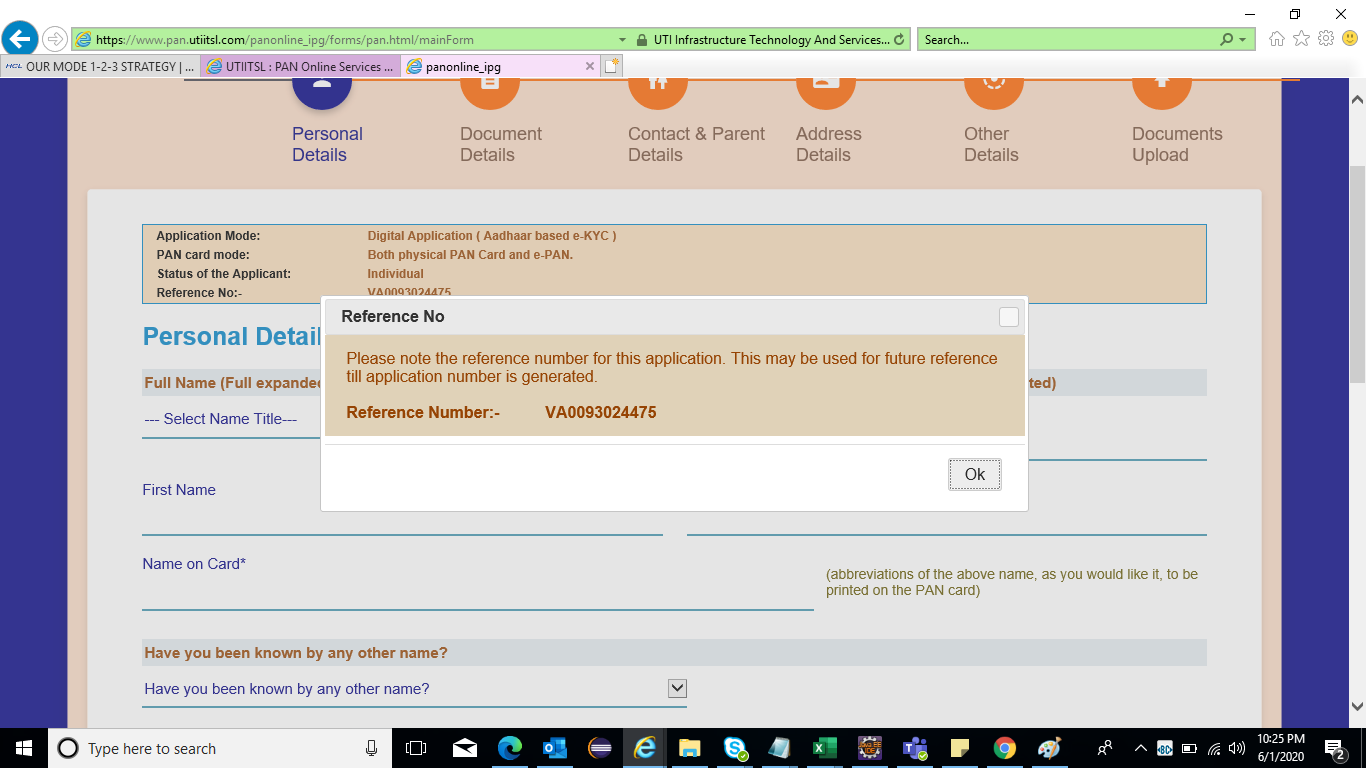 https://www.pan.utiitsl.com/panonline_ipg/forms/pan.html/mainForm
UTI Infrastructure Technology And Services...
Search...
HCL OUR MODE 1-2-3 STRATEGY | ...
UTIITSL : PAN Online Services ...
panonline_ipg
Personal
Details
Document
Details
Contact & Parent
Details
Address
Details
Other
Details
Documents
Upload
Application Mode: Digital Application ( Aadhaar based e-KYC )
PAN card mode: Both physical PAN Card and e-PAN.
Status of the Applicant: Individual
Reference No:- VA0093024475
Reference No
Please note the reference number for this application. This may be used for future reference
till application number is generated.
Reference Number:- VA0093024475
Ok
Personal Detail
Full Name (Full expanded
ted)
--- Select Name Title---
First Name
Name on Card*
(abbreviations of the above name, as you would like it, to be
printed on the PAN card)
Have you been known by any other name?
Have you been known by any other name?
Type here to search
10:25 PM
6/1/2020
2